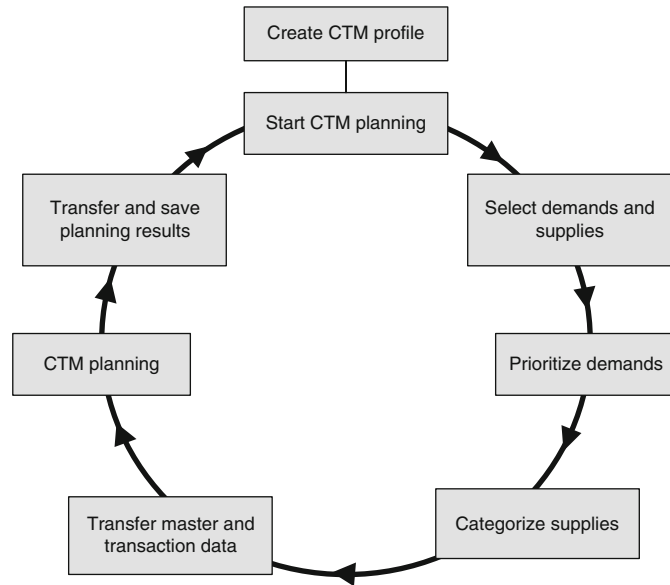 Create CTM profile
Start CTM planning
Select demands and
supplies
Prioritize demands
Categorize supplies
Transfer master and
transaction data
CTM planning
Transfer and save
planning results